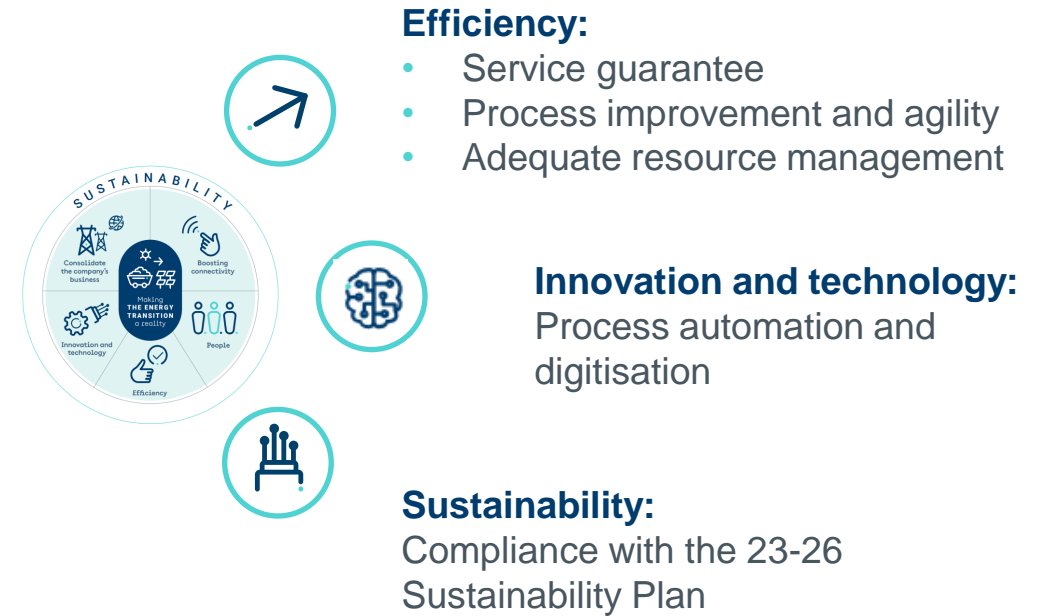 Efficiency:
• Service guarantee
• Process improvement and agility
• Adequate resource management
SUSTAINABILITY
Consolidate
the company's
business
Boosting
connectivity
Making
THE ENERGY
TRANSITION
a reality
Innovation and
technology
People
Efficiency
Innovation and technology:
Process automation and
digitisation
Sustainability:
Compliance with the 23-26
Sustainability Plan